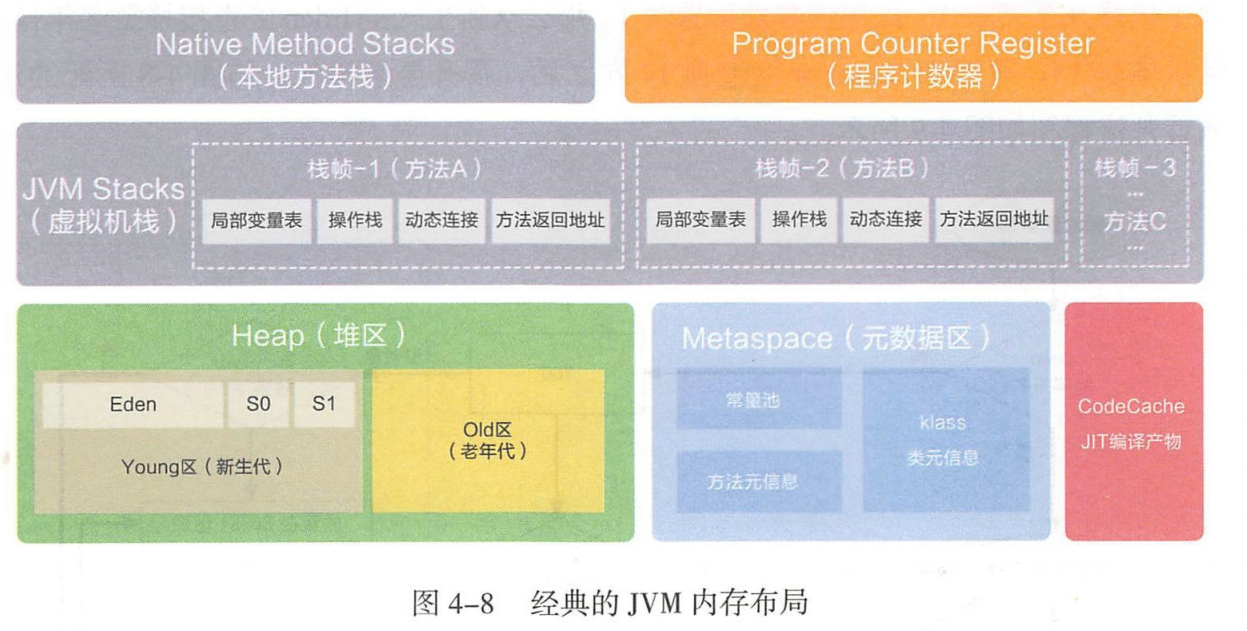 Native Method Stacks
（本地方法栈）
Program Counter Register
（程序计数器）
JVM Stacks
（虚拟机栈）
栈帧-1（方法A）
局部变量表
操作栈
动态连接
方法返回地址
栈帧-2（方法B）
局部变量表
操作栈
动态连接
方法返回地址
栈帧-3
...
方法C
...
Heap（堆区）
Eden
S0
S1
Young区（新生代）
Old区
（老年代）
Metaspace（元数据区）
常量池
方法元信息
klass
类元信息
CodeCache
JIT编译产物
图 4-8 经典的 JVM 内存布局